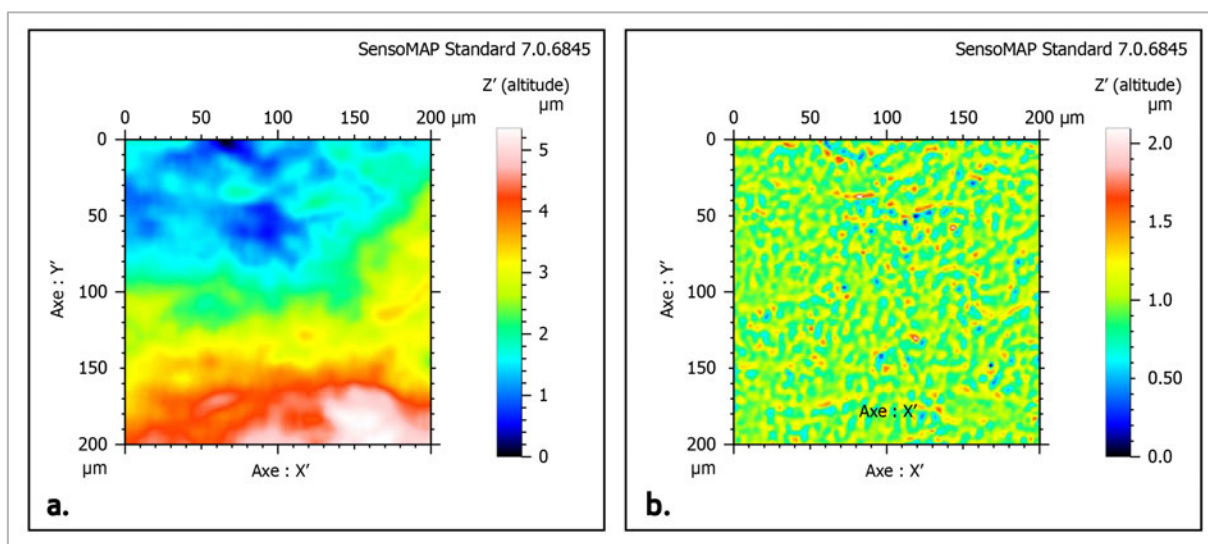 SensoMAP Standard 7.0.6845
Z' (altitude)
µm
0 50 100 150 200 µm
0
50
100
150
200
µm
Axe : Y'
Axe : X'
5
4
3
2
1
0
a.
SensoMAP Standard 7.0.6845
Z' (altitude)
µm
0 50 100 150 200 µm
0
50
100
150
200
µm
Axe : Y'
Axe : X'
Axe : X'
2.0
1.5
1.0
0.50
0.0
b.